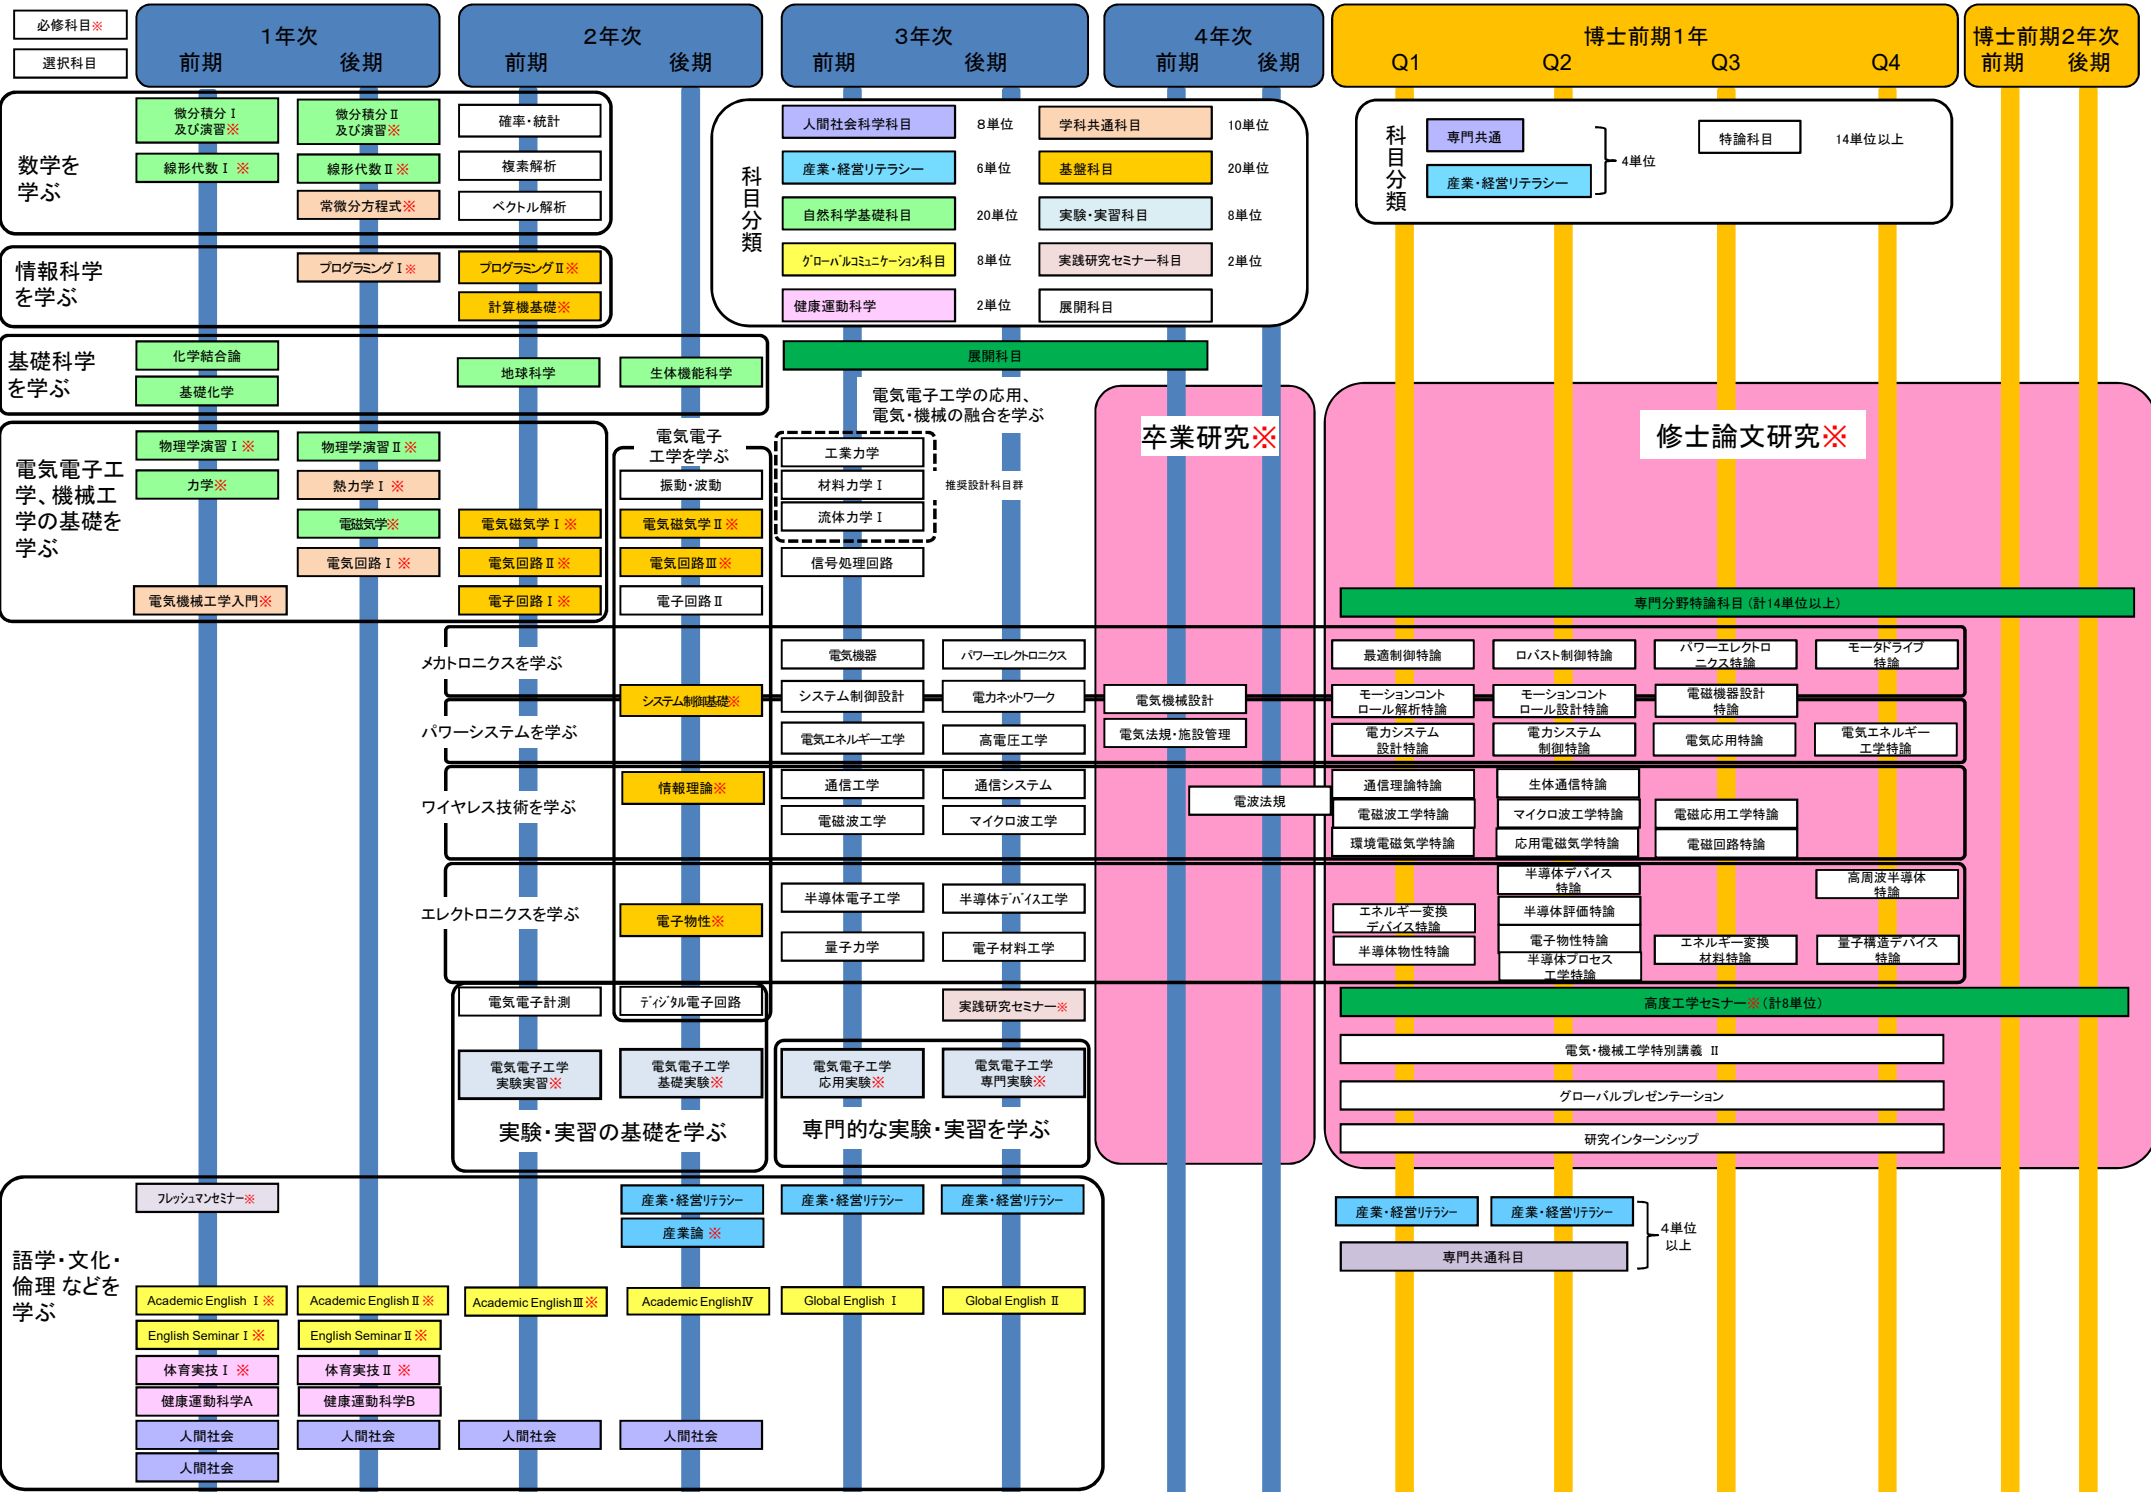 必修科目※
選択科目
1年次
前期 後期
2年次
前期 後期
3年次
前期 後期
4年次
前期 後期
博士前期1年
Q1 Q2 Q3 Q4
博士前期2年次
前期 後期
数学を
学ぶ
微分積分Ⅰ
及び演習※
微分積分Ⅱ
及び演習※
確率・統計
線形代数Ⅰ※
線形代数Ⅱ※
複素解析
常微分方程式※
ベクトル解析
科目分類
人間社会科学科目 8単位
学科共通科目 10単位
産業・経営リテラシー 6単位
基盤科目 20単位
自然科学基礎科目 20単位
実験・実習科目 8単位
グローバルコミュニケーション科目 8単位
実践研究セミナー科目 2単位
健康運動科学 2単位
展開科目
科目分類
専門共通
産業・経営リテラシー
4単位
特論科目 14単位以上
情報科学
を学ぶ
プログラミングⅠ※
プログラミングⅡ※
計算機基礎※
基礎科学
を学ぶ
化学結合論
基礎化学
地球科学
生体機能科学
展開科目
電気電子工学の応用、
電気・機械の融合を学ぶ
卒業研究※
修士論文研究※
電気電子工
学、機械工
学の基礎を
学ぶ
物理学演習Ⅰ※
物理学演習Ⅱ※
力学※
熱力学Ⅰ※
電磁気学※
電気磁気学Ⅰ※
電気回路Ⅰ※
電気回路Ⅱ※
電気機械工学入門※
電子回路Ⅰ※
電気電子
工学を学ぶ
振動・波動
電気磁気学Ⅱ※
電気回路Ⅲ※
電子回路Ⅱ
工業力学
材料力学Ⅰ
流体力学Ⅰ
推奨設計科目群
信号処理回路
専門分野特論科目(計14単位以上)
メカトロニクスを学ぶ
電気機器
パワーエレクトロニクス
最適制御特論
ロバスト制御特論
パワーエレクトロ
ニクス特論
モータドライブ
特論
システム制御基礎※
システム制御設計
電力ネットワーク
電気機械設計
モーションコント
ロール解析特論
モーションコント
ロール設計特論
電磁機器設計
特論
パワーシステムを学ぶ
電気エネルギー工学
高電圧工学
電気法規・施設管理
電力システム
設計特論
電力システム
制御特論
電気応用特論
電気エネルギー
工学特論
ワイヤレス技術を学ぶ
情報理論※
通信工学
通信システム
電波法規
通信理論特論
生体通信特論
電磁波工学
マイクロ波工学
電磁波工学特論
マイクロ波工学特論
電磁応用工学特論
環境電磁気学特論
応用電磁気学特論
電磁回路特論
エレクトロニクスを学ぶ
電子物性※
半導体電子工学
半導体デバイス工学
量子力学
電子材料工学
半導体デバイス
特論
高周波半導体
特論
エネルギー変換
デバイス特論
半導体評価特論
半導体物性特論
電子物性特論
エネルギー変換
材料特論
量子構造デバイス
特論
半導体プロセス
工学特論
電気電子計測
ディジタル電子回路
実践研究セミナー※
高度工学セミナー※(計8単位)
電気電子工学
実験実習※
電気電子工学
基礎実験※
電気電子工学
応用実験※
電気電子工学
専門実験※
電気・機械工学特別講義 II
グローバルプレゼンテーション
研究インターンシップ
実験・実習の基礎を学ぶ
専門的な実験・実習を学ぶ
語学・文化・
倫理 などを
学ぶ
フレッシュマンセミナー※
産業・経営リテラシー
産業・経営リテラシー
産業・経営リテラシー
産業論 ※
産業・経営リテラシー
産業・経営リテラシー
専門共通科目
4単位
以上
Academic English Ⅰ※
Academic English Ⅱ※
Academic English Ⅲ※
Academic English Ⅳ
Global English Ⅰ
Global English Ⅱ
English Seminar Ⅰ※
English Seminar Ⅱ※
体育実技Ⅰ ※
体育実技Ⅱ ※
健康運動科学A
健康運動科学B
人間社会
人間社会
人間社会
人間社会
人間社会